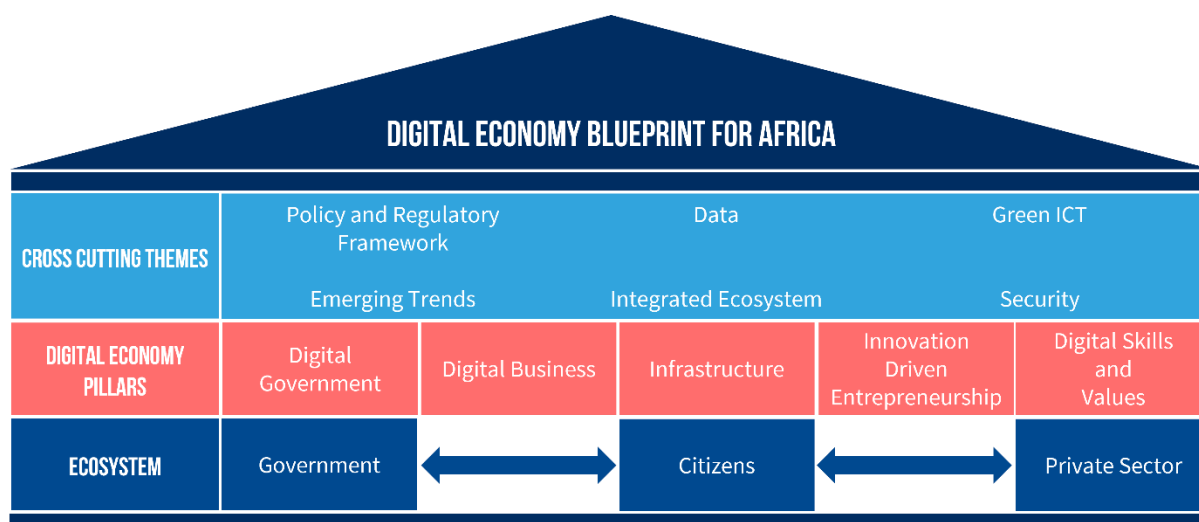 DIGITAL ECONOMY BLUEPRINT FOR AFRICA
CROSS CUTTING THEMES
Policy and Regulatory
Framework
Data
Green ICT
Emerging Trends
Integrated Ecosystem
Security
DIGITAL ECONOMY
PILLARS
Digital
Government
Digital Business
Infrastructure
Innovation
Driven
Entrepreneurship
Digital Skills
and
Values
ECOSYSTEM
Government
Citizens
Private Sector